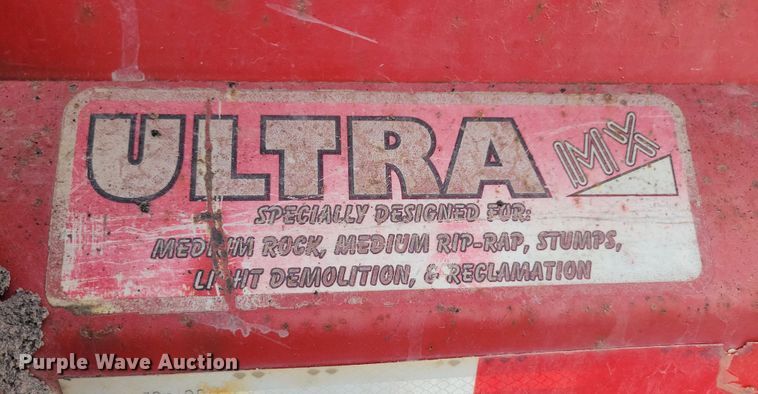 ULTRA MX
SPECIALLY DESIGNED FOR:
MEDIUM ROCK, MEDIUM RIP-RAP, STUMPS,
LIGHT DEMOLITION, & RECLAMATION
Purple Wave Auction